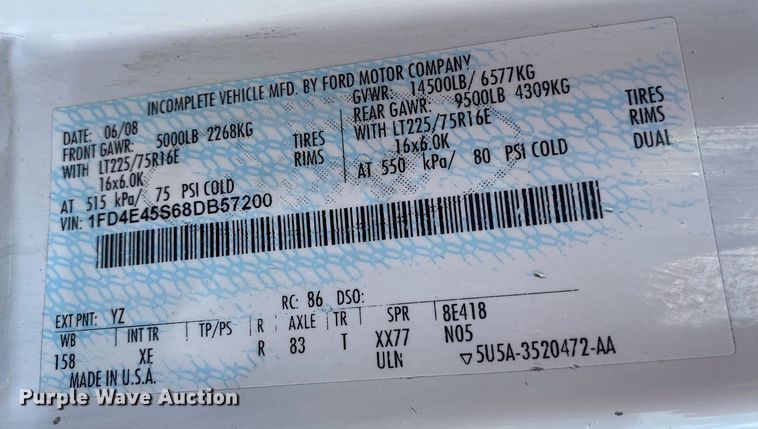 INCOMPLETE VEHICLE MFD. BY FORD MOTOR COMPANY
DATE: 06/08 GVWR: 14500LB/ 6577KG
FRONT GAWR: 5000LB 2268KG REAR GAWR: 9500LB 4309KG
WITH LT225/75R16E TIRES WITH LT225/75R16E TIRES
16x6.0K RIMS 16x6.0K RIMS
AT 515 kPa/ 75 PSI COLD AT 550 kPa/ 80 PSI COLD DUAL
VIN: 1FD4E45S68DB57200
EXT PNT: YZ RC: 86 DSO:
WB INT TR TP/PS R AXLE TR SPR 8E418
158 XE R 83 T XX77 N05
ULN ▽5U5A-3520472-AA
MADE IN U.S.A.
Purple Wave Auction